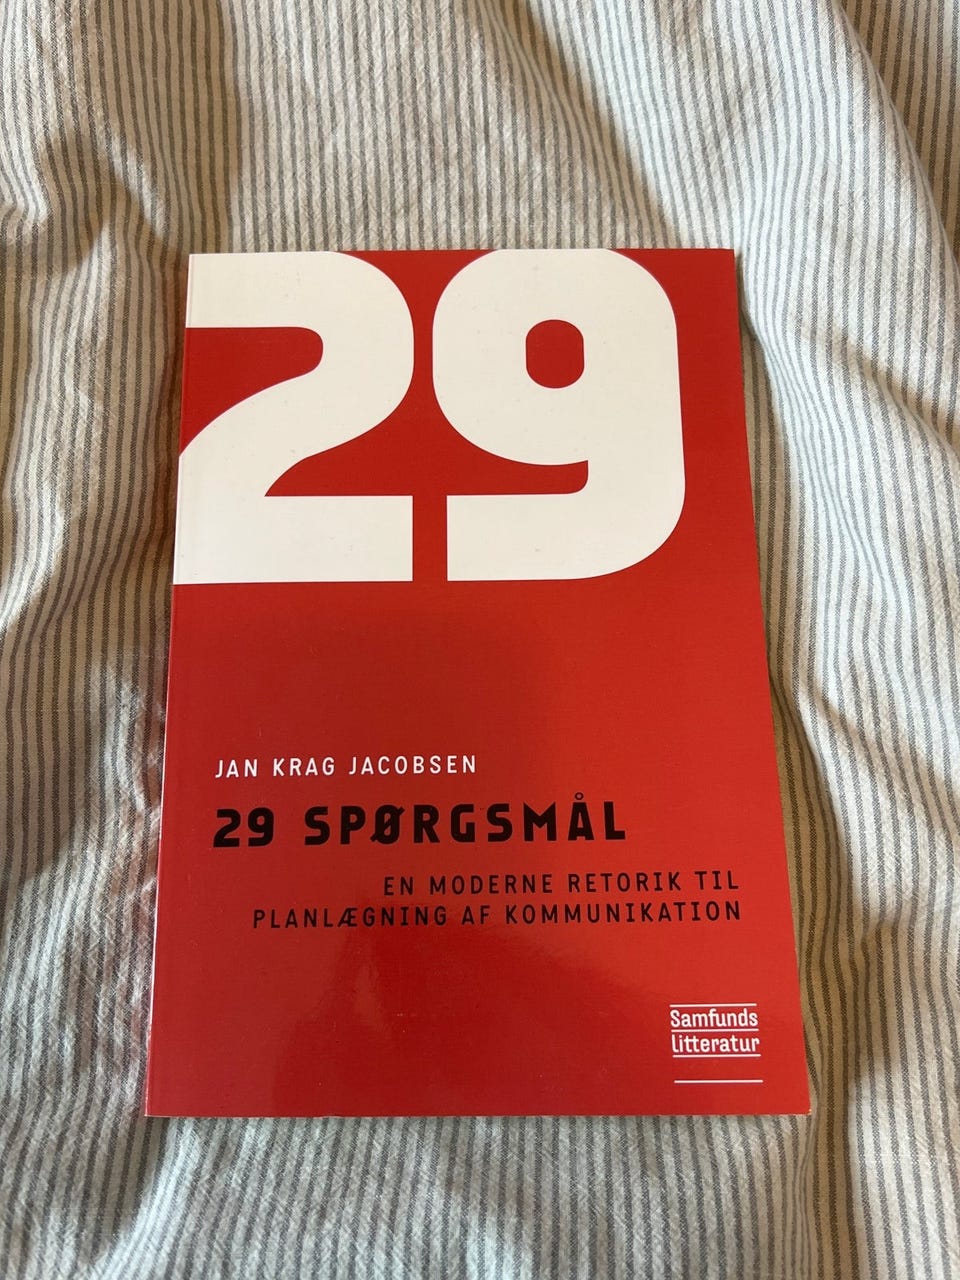 29
JAN KRAG JACOBSEN
29 SPØRGSMÅL
EN MODERNE RETORIK TIL
PLANLÆGNING AF KOMMUNIKATION
Samfunds
litteratur